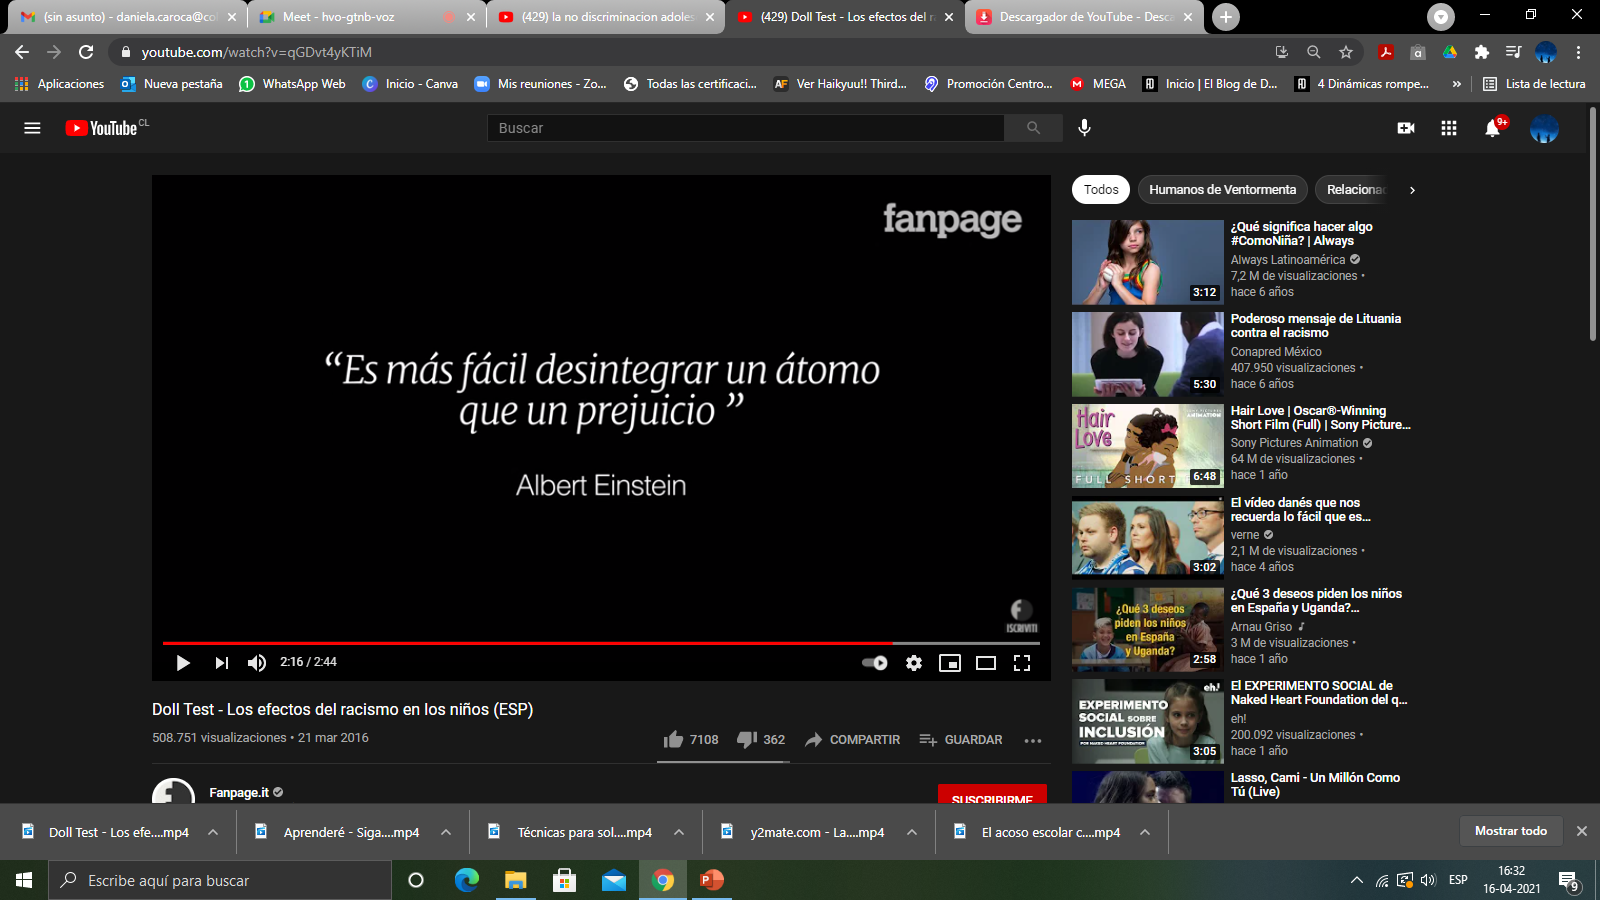 (sin asunto) - daniela.caroca@co
Meet - hvo-gtnb-voz
(429) la no discriminacion adoles
(429) Doll Test - Los efectos del r
Descargador de YouTube - Desc
youtube.com/watch?v=qGDvt4yKTiM
Aplicaciones
Nueva pestaña
WhatsApp Web
Inicio - Canva
Mis reuniones - Zo...
Todas las certificaci...
Ver Haikyuu!! Third...
Promoción Centro...
MEGA
Inicio | El Blog de D...
4 Dinámicas rompe...
»
Lista de lectura
YouTube CL
Buscar
9+
fanpage
“Es más fácil desintegrar un átomo
que un prejuicio ”
Albert Einstein
ISCRIVITI
2:16 / 2:44
Doll Test - Los efectos del racismo en los niños (ESP)
508.751 visualizaciones • 21 mar 2016
7108
362
COMPARTIR
GUARDAR
Fanpage.it
SUSCRIBIRME
Todos
Humanos de Ventormenta
Relacionad
3:12
¿Qué significa hacer algo
#ComoNiña? | Always
Always Latinoamérica
7,2 M de visualizaciones •
hace 6 años
5:30
Poderoso mensaje de Lituania
contra el racismo
Conapred México
407.950 visualizaciones •
hace 6 años
Hair
Love
ANIMATION
FULL SHORT
6:48
Hair Love | Oscar®-Winning
Short Film (Full) | Sony Picture...
Sony Pictures Animation
64 M de visualizaciones •
hace 1 año
3:02
El vídeo danés que nos
recuerda lo fácil que es...
verne
2,1 M de visualizaciones •
hace 4 años
¿Qué 3 deseos
piden los niños
en España
y Uganda?
2:58
¿Qué 3 deseos piden los niños
en España y Uganda?...
Arnau Griso
3 M de visualizaciones •
hace 1 año
eh!
EXPERIMENTO
SOCIAL SOBRE
INCLUSIÓN
POR NAKED HEART FOUNDATION
3:05
El EXPERIMENTO SOCIAL de
Naked Heart Foundation del q...
eh!
200.092 visualizaciones •
hace 1 año
Lasso, Cami - Un Millón Como
Tú (Live)
Doll Test - Los efe....mp4
Aprenderé - Siga....mp4
Técnicas para sol....mp4
y2mate.com - La....mp4
El acoso escolar c....mp4
Mostrar todo
Escribe aquí para buscar
ESP
16:32
16-04-2021
9